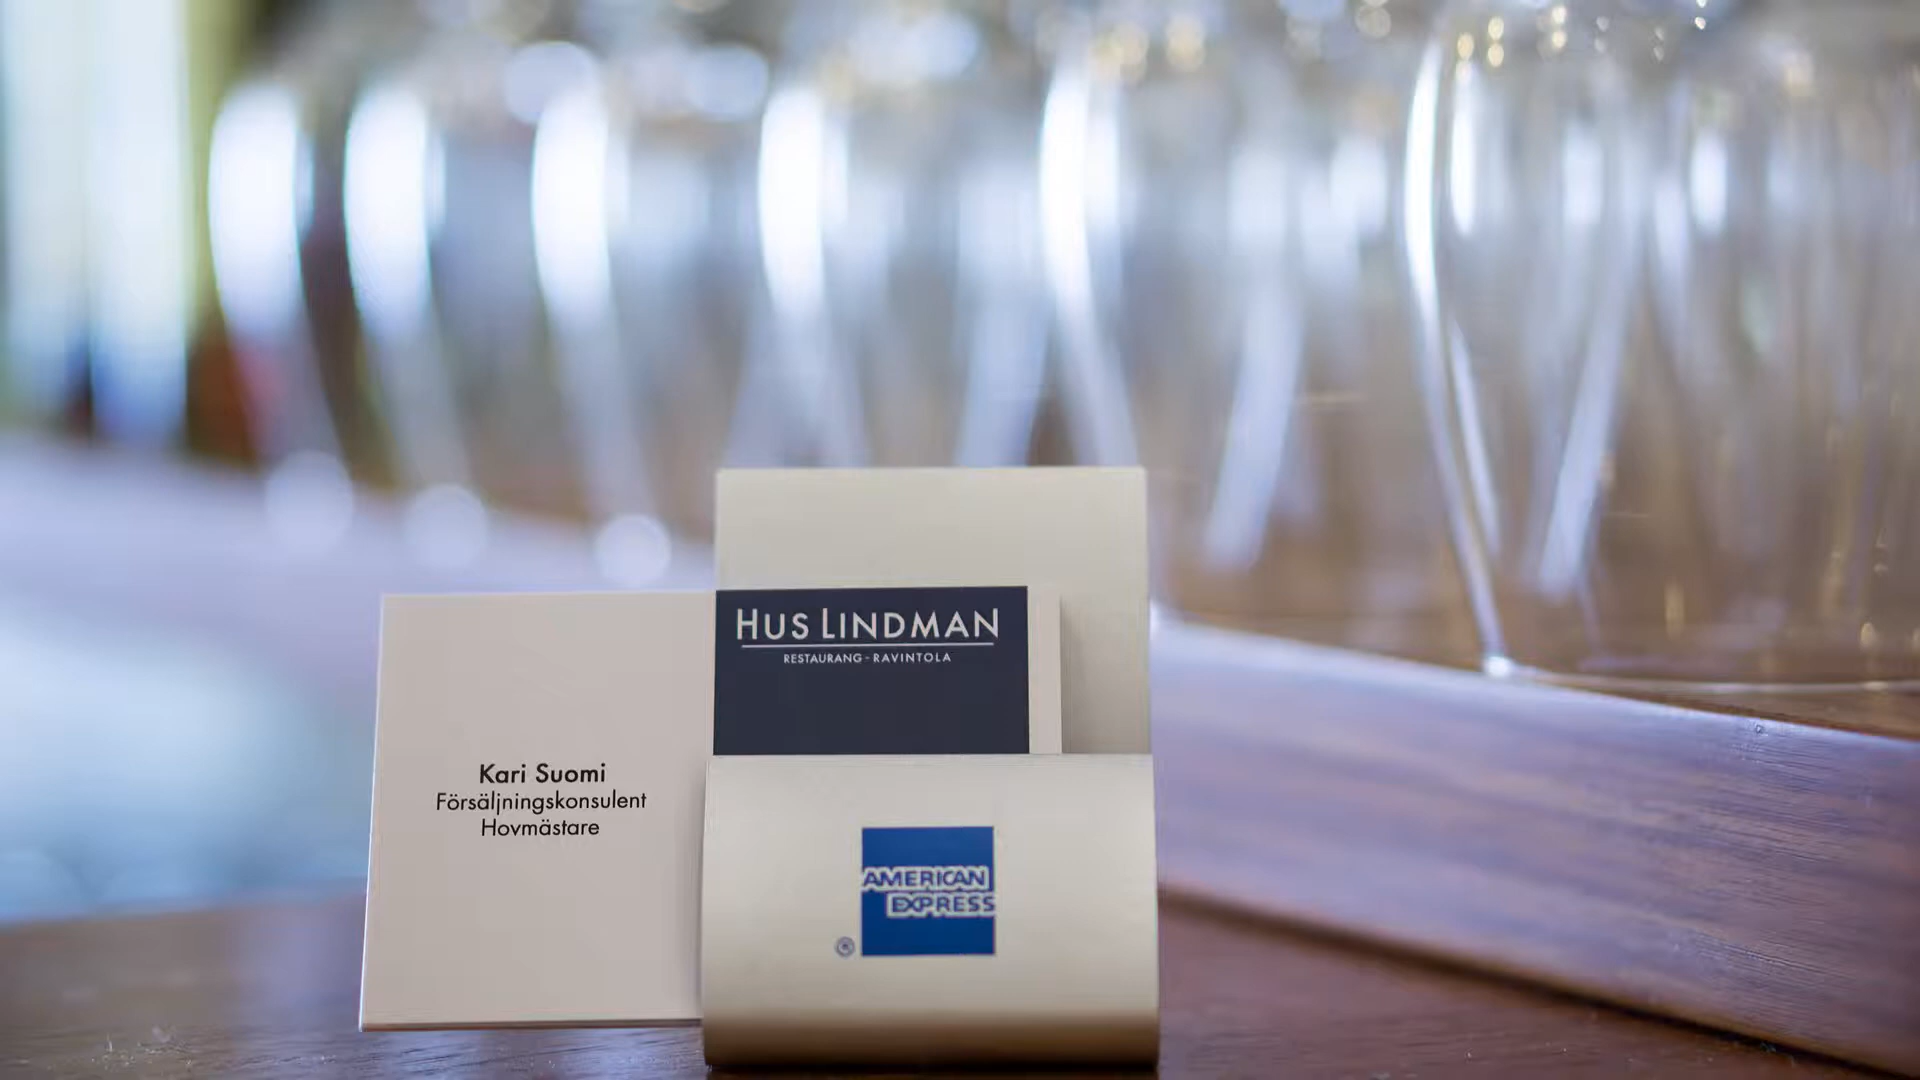 HUS LINDMAN
RESTAURANG - RAVINTOLA
Kari Suomi
Försäljningskonsulent
Hovmästare
AMERICAN
EXPRESS
®